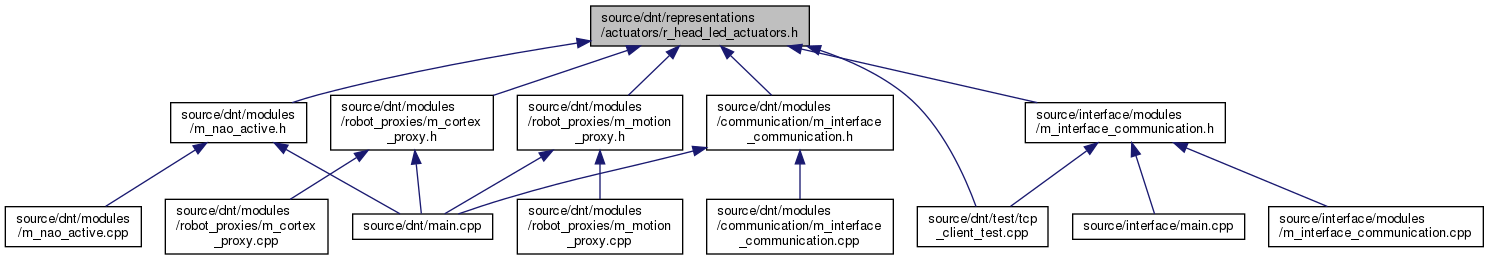 source/dnt/representations
/actuators/r_head_led_actuators.h
source/dnt/modules
/m_nao_active.h
source/dnt/modules
/robot_proxies/m_cortex
_proxy.h
source/dnt/modules
/robot_proxies/m_motion
_proxy.h
source/dnt/modules
/communication/m_interface
_communication.h
source/interface/modules
/m_interface_communication.h
source/dnt/modules
/m_nao_active.cpp
source/dnt/modules
/robot_proxies/m_cortex
_proxy.cpp
source/dnt/main.cpp
source/dnt/modules
/robot_proxies/m_motion
_proxy.cpp
source/dnt/modules
/communication/m_interface
_communication.cpp
source/dnt/test/tcp
_client_test.cpp
source/interface/main.cpp
source/interface/modules
/m_interface_communication.cpp